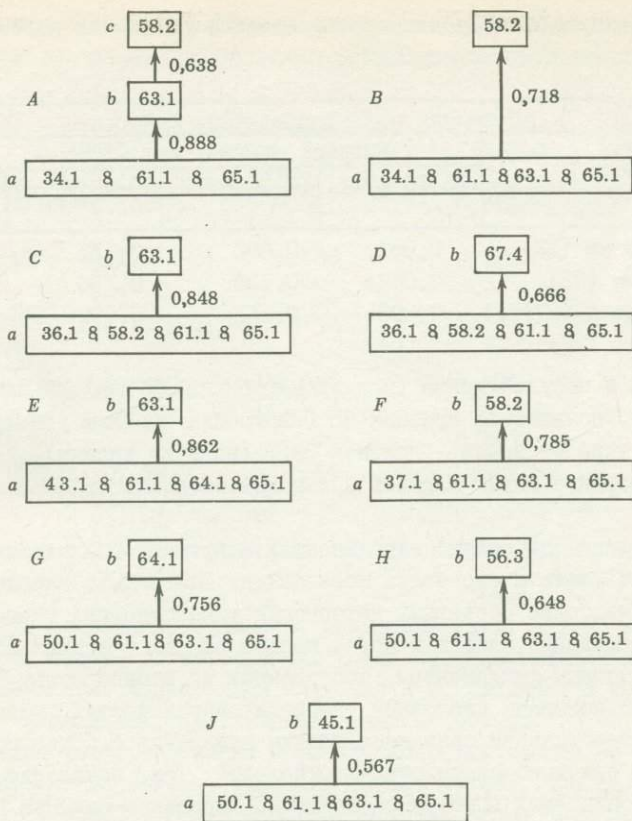 c 58.2 58.2
0,638
A b 63.1 B 0,718
0,888
a 34.1 & 61.1 & 65.1 a 34.1 & 61.1 & 63.1 & 65.1
C b 63.1 D b 67.4
0,848 0,666
a 36.1 & 58.2 & 61.1 & 65.1 a 36.1 & 58.2 & 61.1 & 65.1
E b 63.1 F b 58.2
0,862 0,785
a 43.1 & 61.1 & 64.1 & 65.1 a 37.1 & 61.1 & 63.1 & 65.1
G b 64.1 H b 56.3
0,756 0,648
a 50.1 & 61.1 & 63.1 & 65.1 a 50.1 & 61.1 & 63.1 & 65.1
J b 45.1
0,567
a 50.1 & 61.1 & 63.1 & 65.1